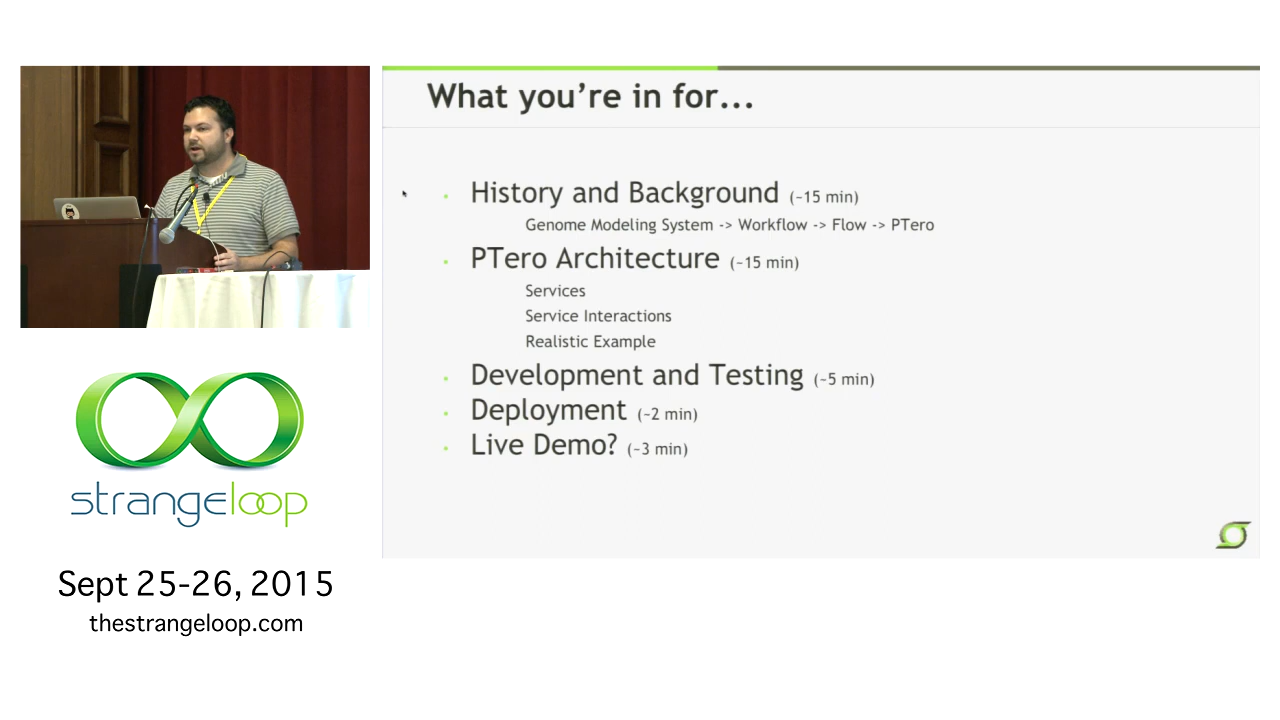 What you're in for...
• History and Background (~15 min)
Genome Modeling System -> Workflow -> Flow -> PTero
• PTero Architecture (~15 min)
Services
Service Interactions
Realistic Example
• Development and Testing (~5 min)
• Deployment (~2 min)
• Live Demo? (~3 min)
strangeloop
Sept 25-26, 2015
thestrangeloop.com